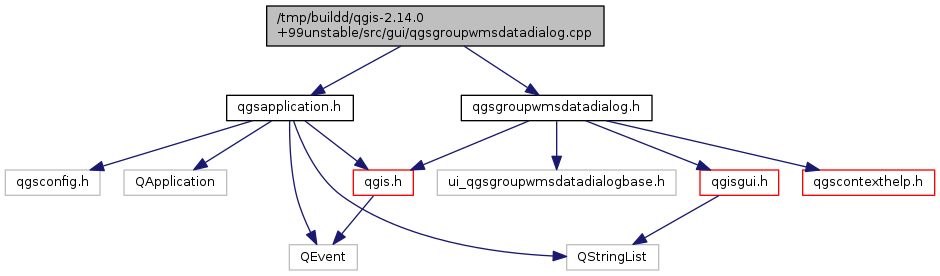 /tmp/buildd/qgis-2.14.0
+99unstable/src/gui/qgsgroupwmsdatadialog.cpp
qgsapplication.h
qgsgroupwmsdatadialog.h
qgsconfig.h
QApplication
qgis.h
ui_qgsgroupwmsdatadialogbase.h
qgisgui.h
qgscontexthelp.h
QEvent
QStringList